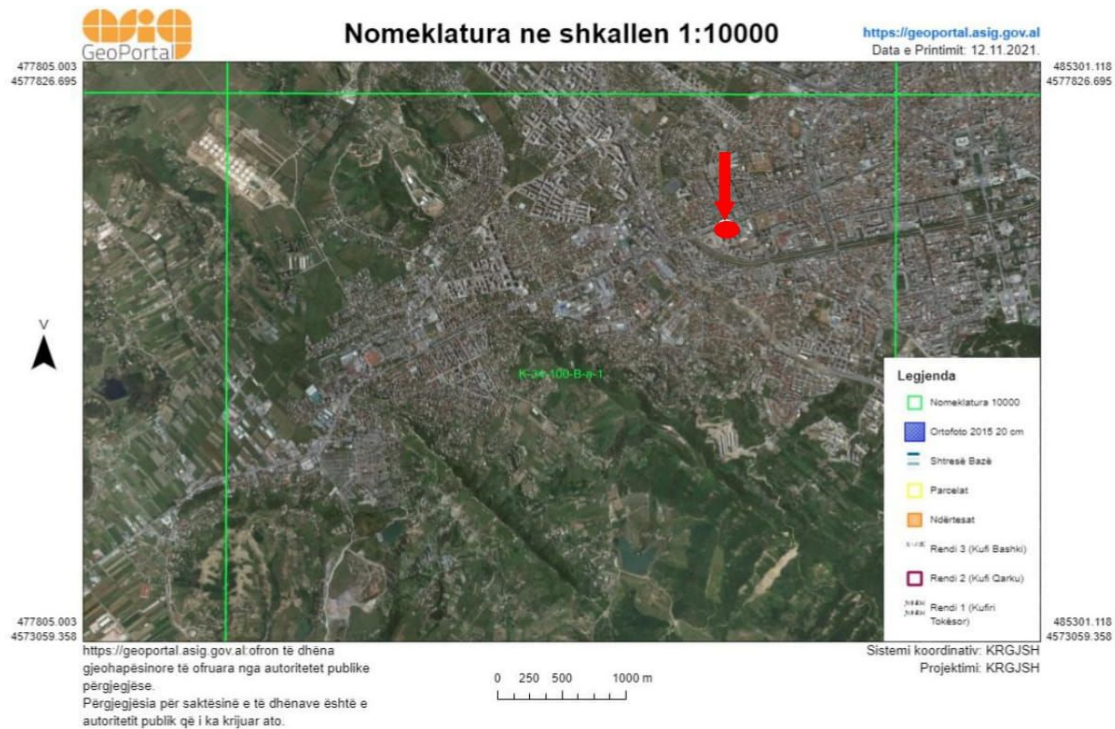 asig
GeoPortal
Nomeklatura ne shkallen 1:10000
https://geoportal.asig.gov.al
Data e Printimit: 12.11.2021.
477805.003
4577826.695
485301.118
4577826.695
V
K-34-100-B-a-1
Legjenda
Nomeklatura 10000
Ortofoto 2015 20 cm
Shtresë Bazë
Parcelat
Ndërtesat
Rendi 3 (Kufi Bashki)
Rendi 2 (Kufi Qarku)
Rendi 1 (Kufiri
Tokësor)
477805.003
4573059.358
485301.118
4573059.358
https://geoportal.asig.gov.al:ofron të dhëna
gjeohapësinore të ofruara nga autoritetet publike
përgjegjëse.
Përgjegjësia për saktësinë e të dhënave është e
autoritetit publik që i ka krijuar ato.
0 250 500 1000 m
Sistemi koordinativ: KRGJSH
Projektimi: KRGJSH